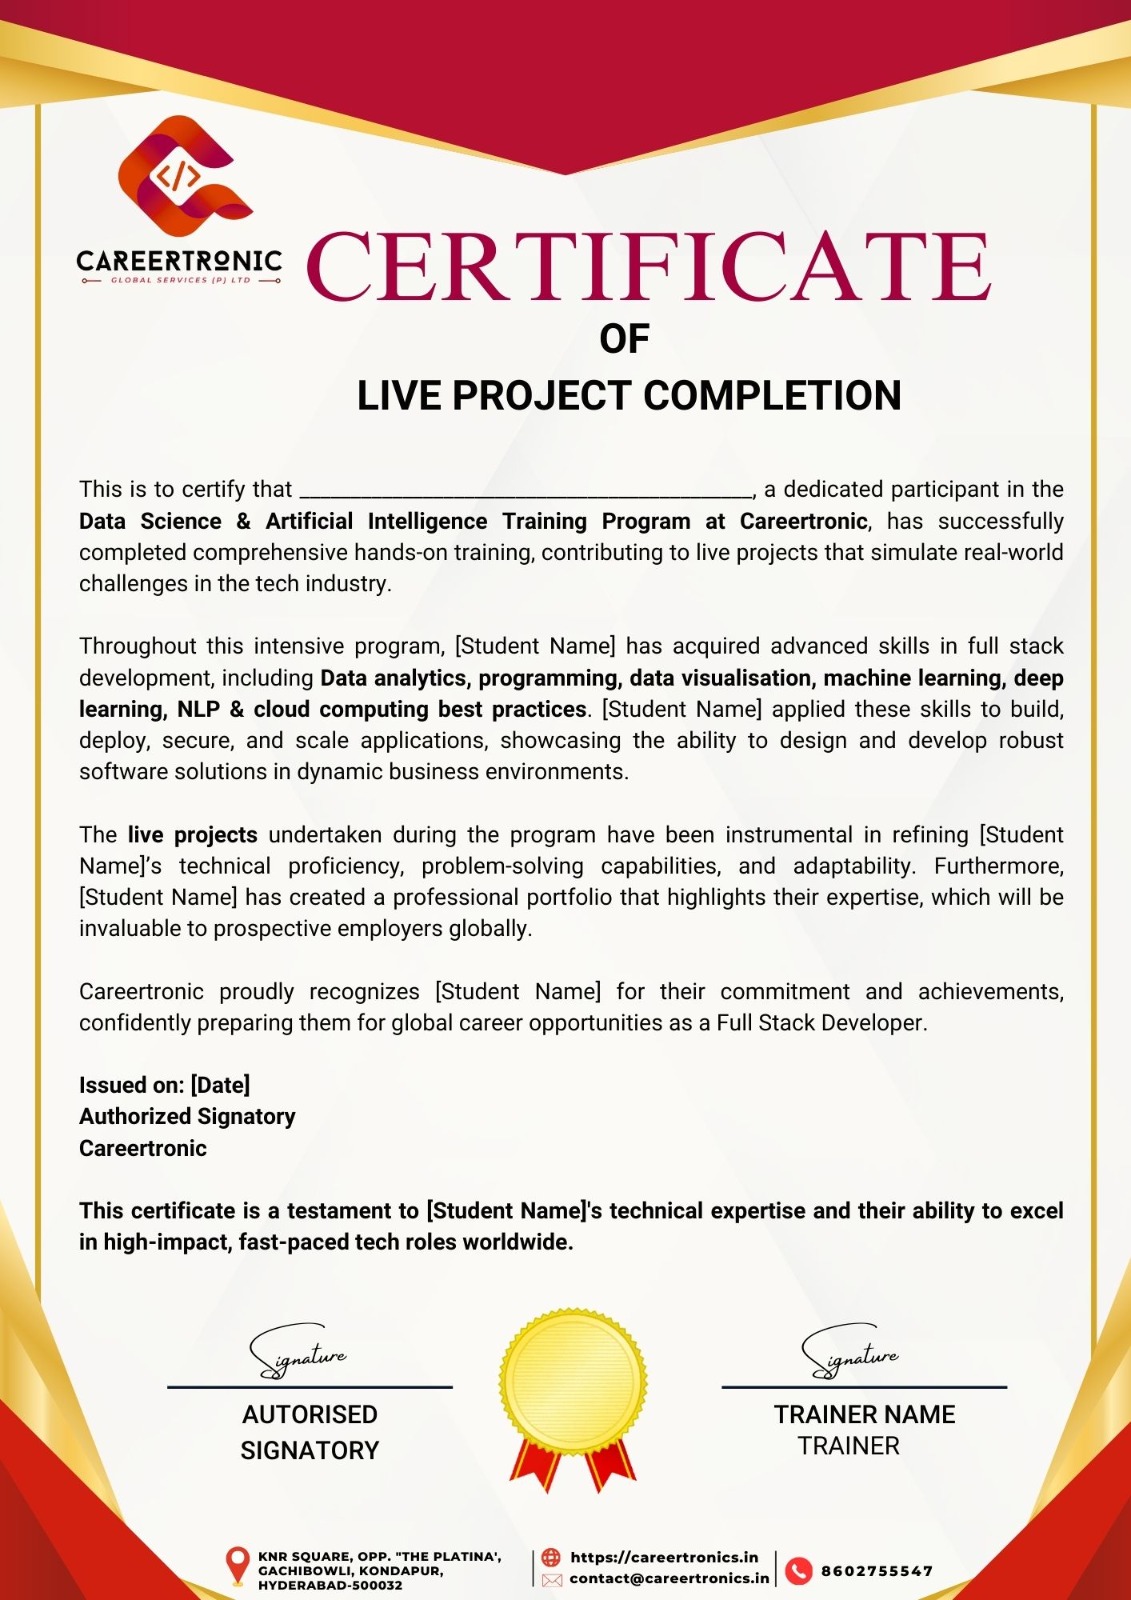 </>
CAREERTRONIC
GLOBAL SERVICES (P) LTD
CERTIFICATE
OF
LIVE PROJECT COMPLETION
This is to certify that ______________________________________, a dedicated participant in the
Data Science & Artificial Intelligence Training Program at Careertronic, has successfully
completed comprehensive hands-on training, contributing to live projects that simulate real-world
challenges in the tech industry.
Throughout this intensive program, [Student Name] has acquired advanced skills in full stack
development, including Data analytics, programming, data visualisation, machine learning, deep
learning, NLP & cloud computing best practices. [Student Name] applied these skills to build,
deploy, secure, and scale applications, showcasing the ability to design and develop robust
software solutions in dynamic business environments.
The live projects undertaken during the program have been instrumental in refining [Student
Name]’s technical proficiency, problem-solving capabilities, and adaptability. Furthermore,
[Student Name] has created a professional portfolio that highlights their expertise, which will be
invaluable to prospective employers globally.
Careertronic proudly recognizes [Student Name] for their commitment and achievements,
confidently preparing them for global career opportunities as a Full Stack Developer.
Issued on: [Date]
Authorized Signatory
Careertronic
This certificate is a testament to [Student Name]'s technical expertise and their ability to excel
in high-impact, fast-paced tech roles worldwide.
Signature
AUTORISED
SIGNATORY
Signature
TRAINER NAME
TRAINER
KNR SQUARE, OPP. "THE PLATINA',
GACHIBOWLI, KONDAPUR,
HYDERABAD-500032
https://careertronics.in
contact@careertronics.in
8602755547